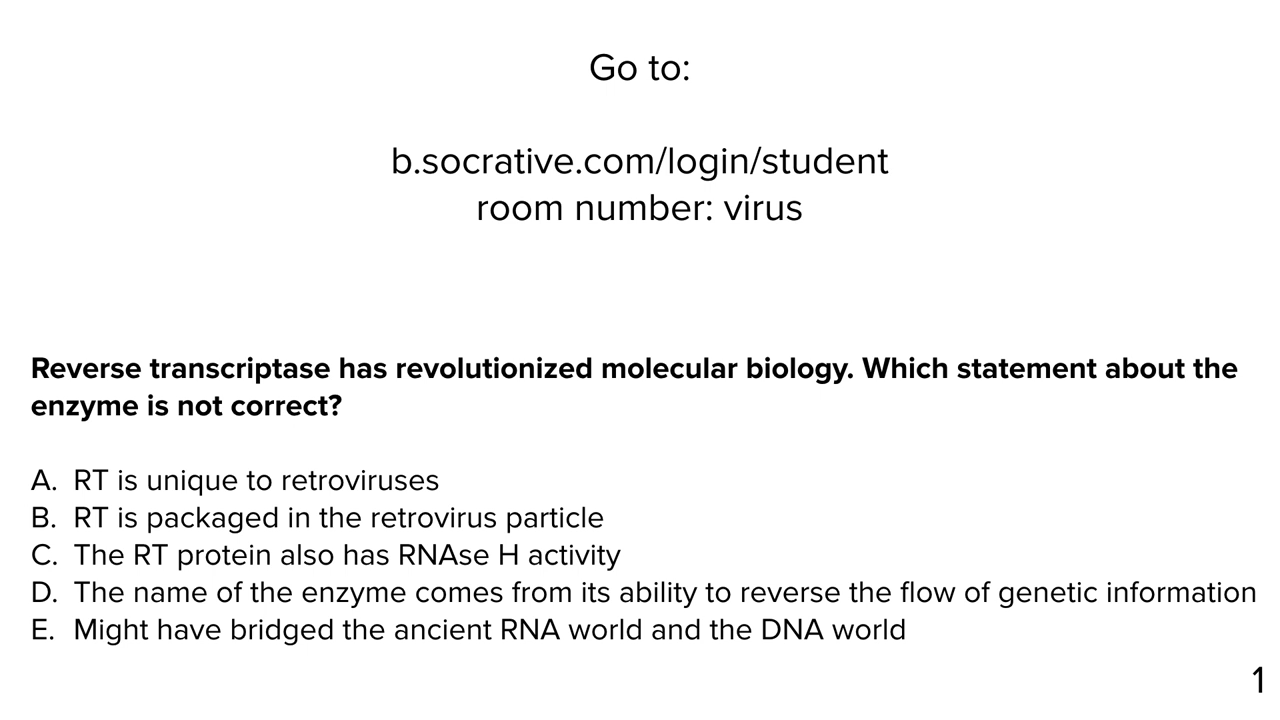 Go to:
b.socrative.com/login/student
room number: virus
Reverse transcriptase has revolutionized molecular biology. Which statement about the
enzyme is not correct?
A. RT is unique to retroviruses
B. RT is packaged in the retrovirus particle
C. The RT protein also has RNAse H activity
D. The name of the enzyme comes from its ability to reverse the flow of genetic information
E. Might have bridged the ancient RNA world and the DNA world
1